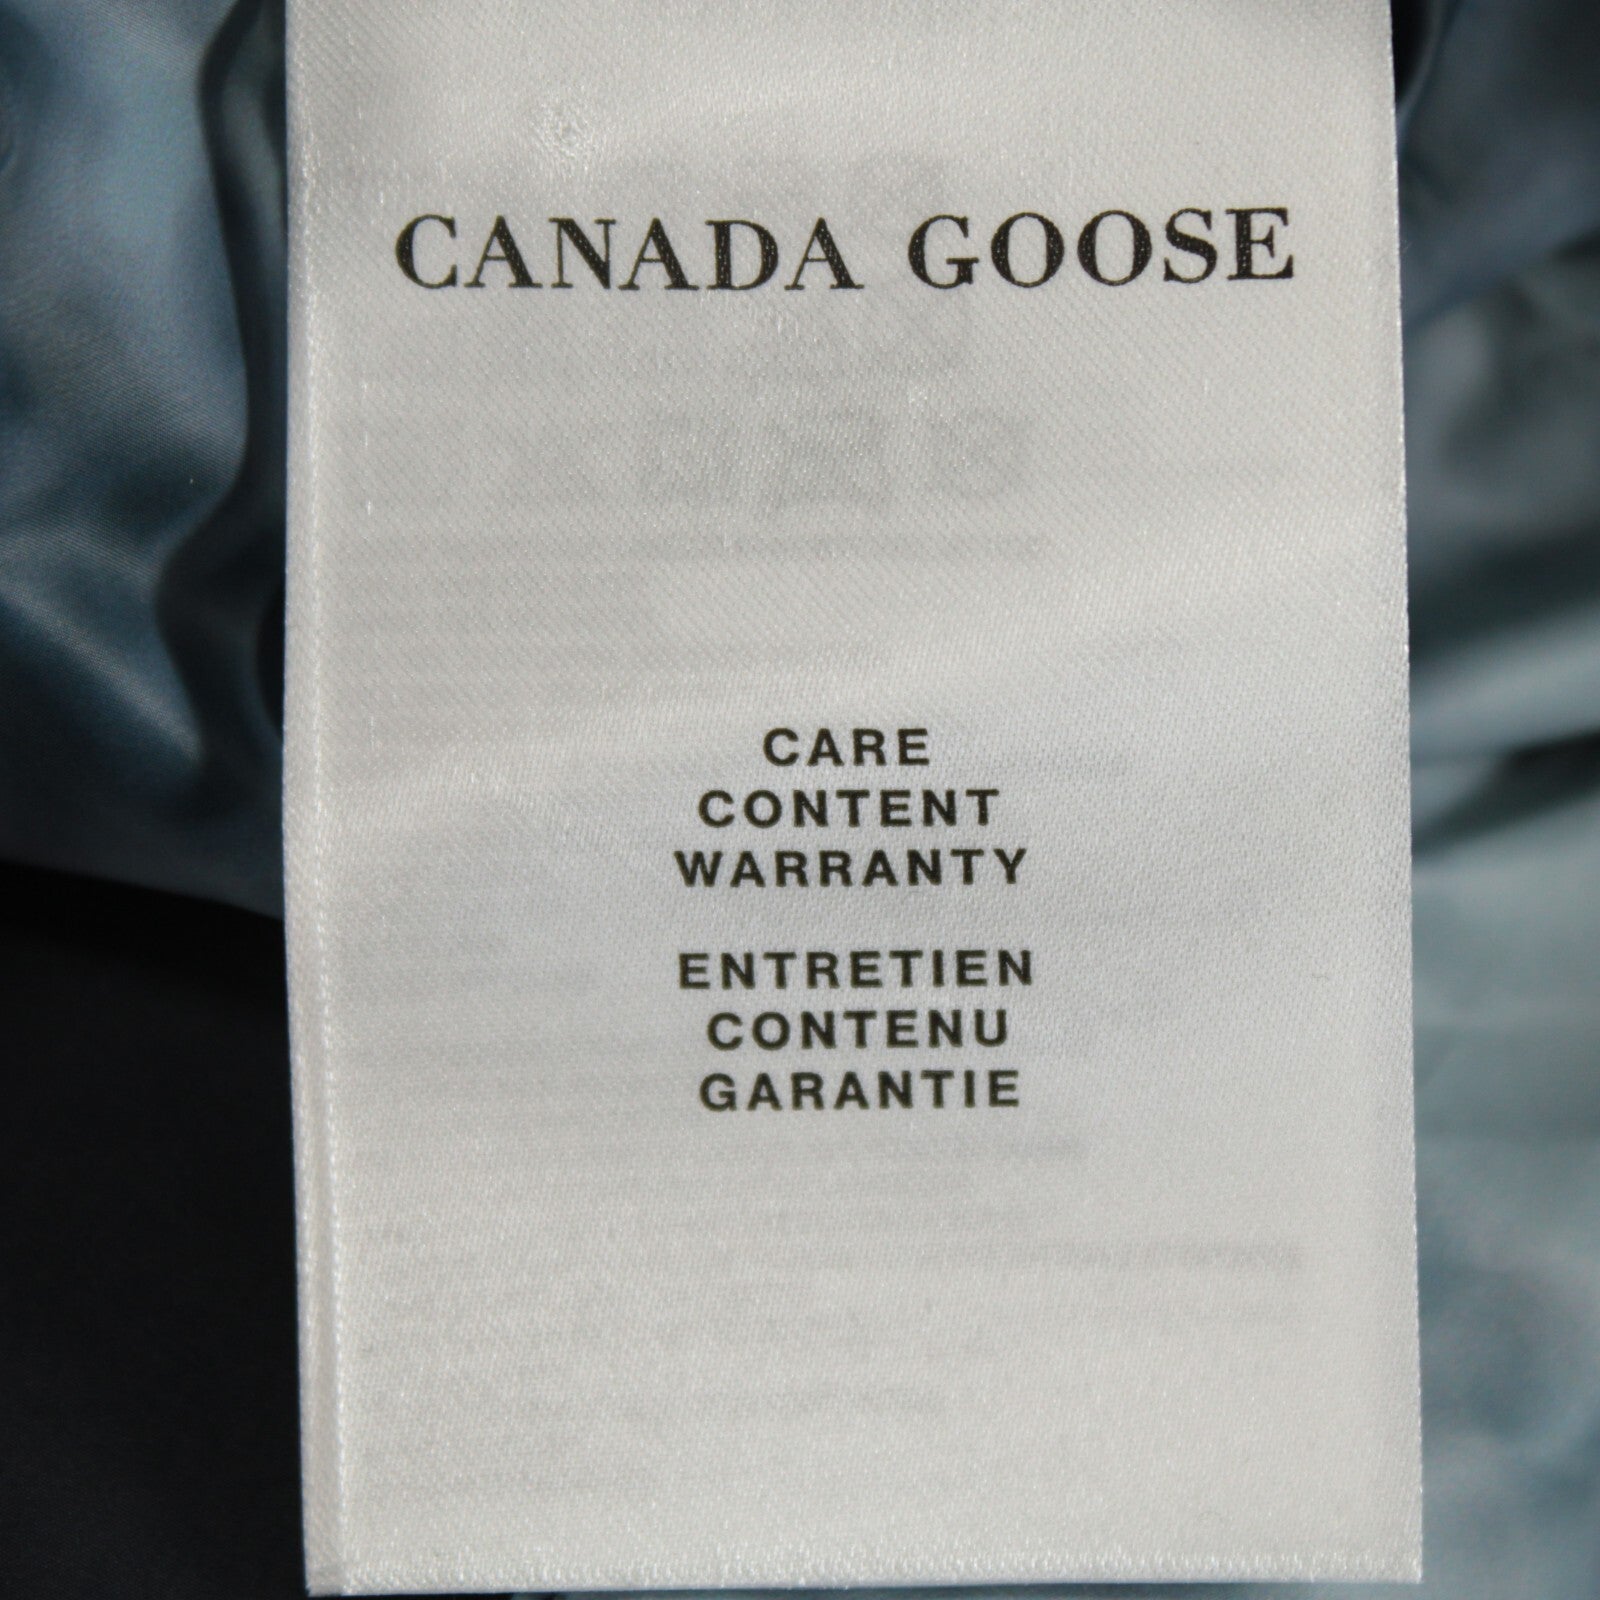 CANADA GOOSE
CARE
CONTENT
WARRANTY
ENTRETIEN
CONTENU
GARANTIE